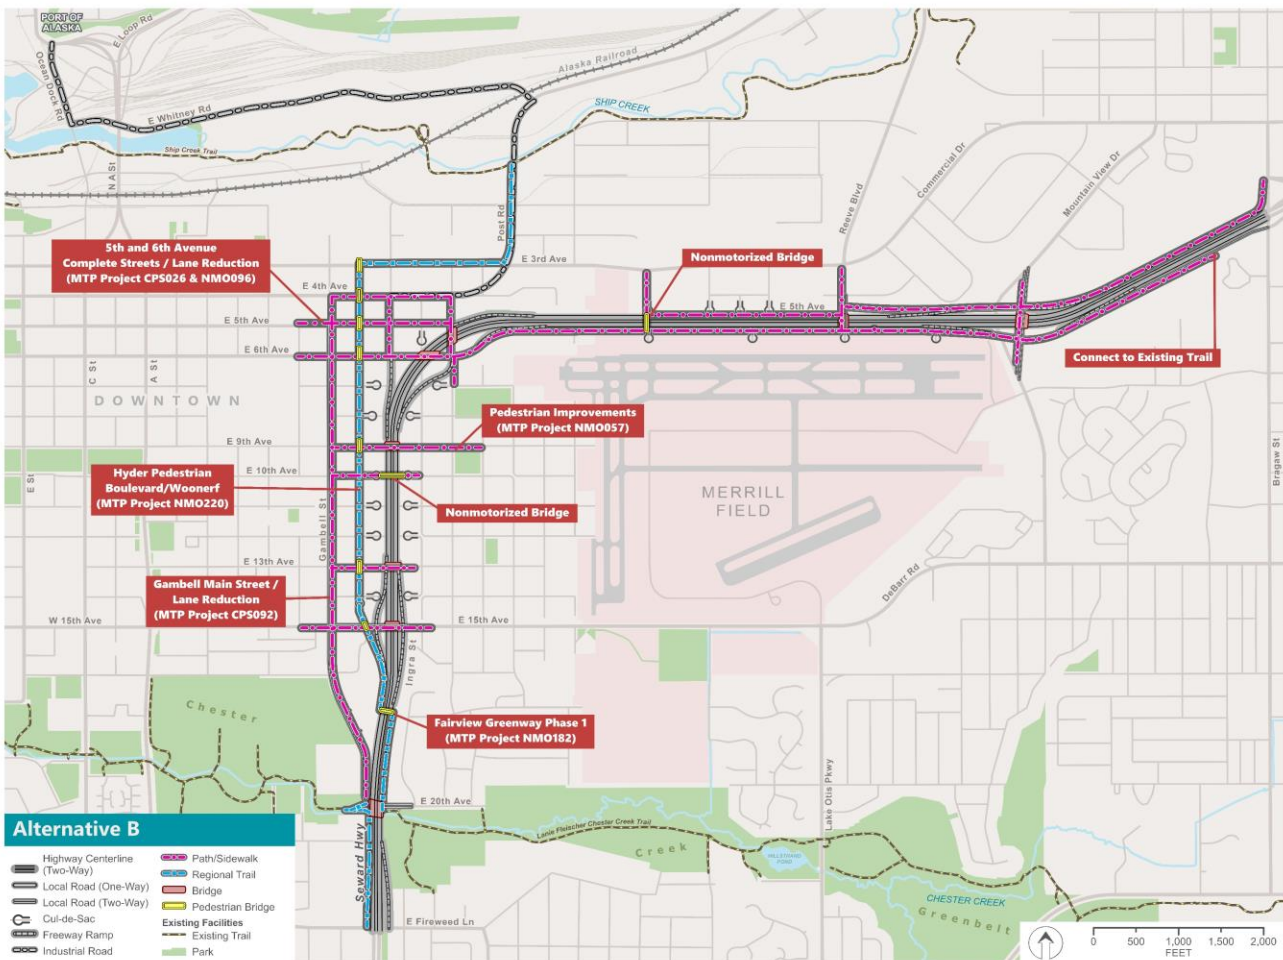 PORT OF
ALASKA
E Loop Rd
Ocean Dock Rd
E Whitney Rd
Alaska Railroad
SHIP CREEK
Ship Creek Trail
N A St
Post Rd
Reeve Blvd
Commercial Dr
Mountain View Dr
5th and 6th Avenue
Complete Streets / Lane Reduction
(MTP Project CPS026 & NMO096)
E 3rd Ave
Nonmotorized Bridge
E 4th Ave
E 5th Ave
E 5th Ave
E 6th Ave
Connect to Existing Trail
C St
A St
DOWNTOWN
Pedestrian Improvements
(MTP Project NMO057)
E 9th Ave
E 10th Ave
Hyder Pedestrian
Boulevard/Woonerf
(MTP Project NMO220)
E St
Bragaw St
MERRILL
FIELD
Nonmotorized Bridge
Gambell St
E 13th Ave
DeBarr Rd
Gambell Main Street /
Lane Reduction
(MTP Project CPS092)
W 15th Ave
E 15th Ave
Ingra St
Chester
Fairview Greenway Phase 1
(MTP Project NMO182)
Lake Otis Pkwy
E 20th Ave
Lanie Fleischer Chester Creek Trail
Creek
HILLSTRAND
POND
CHESTER CREEK
Greenbelt
Seward Hwy
E Fireweed Ln
Alternative B
Highway Centerline
(Two-Way)
Local Road (One-Way)
Local Road (Two-Way)
Cul-de-Sac
Freeway Ramp
Industrial Road
Path/Sidewalk
Regional Trail
Bridge
Pedestrian Bridge
Existing Facilities
Existing Trail
Park
0 500 1,000 1,500 2,000
FEET